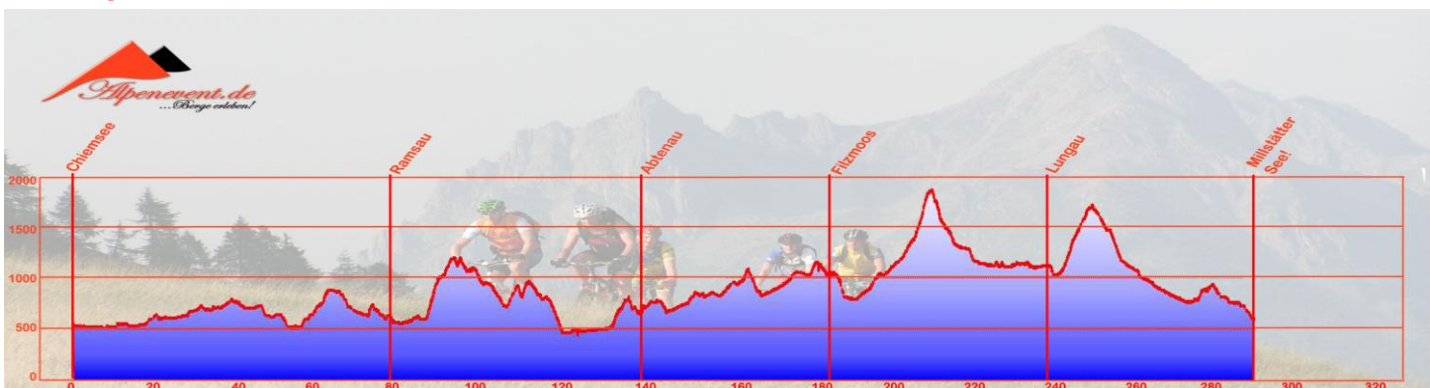 Alpenevent.de
...Berge erleben!
Chiemsee
Ramsau
Abtenau
Filzmoos
Lungau
Millstätter
See!
2000
1500
1000
500
0
0 20 40 60 80 100 120 140 160 180 200 220 240 260 280 300 320